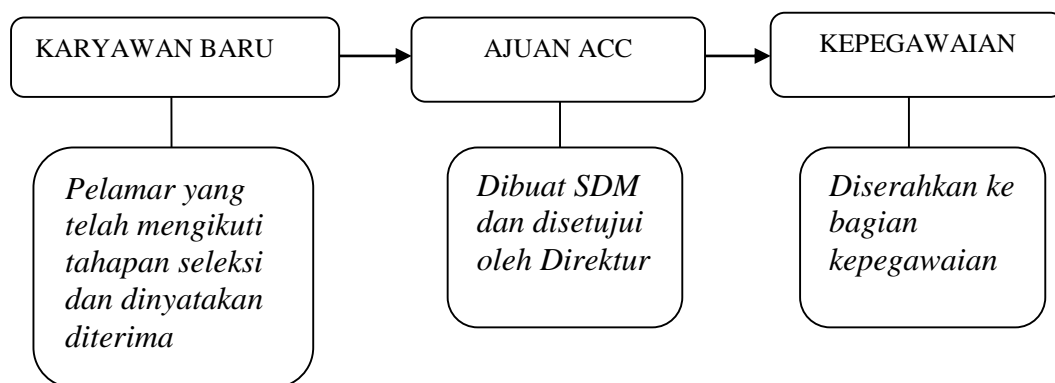 KARYAWAN BARU
AJUAN ACC
KEPEGAWAIAN
Pelamar yang
telah mengikuti
tahapan seleksi
dan dinyatakan
diterima
Dibuat SDM
dan disetujui
oleh Direktur
Diserahkan ke
bagian
kepegawaian